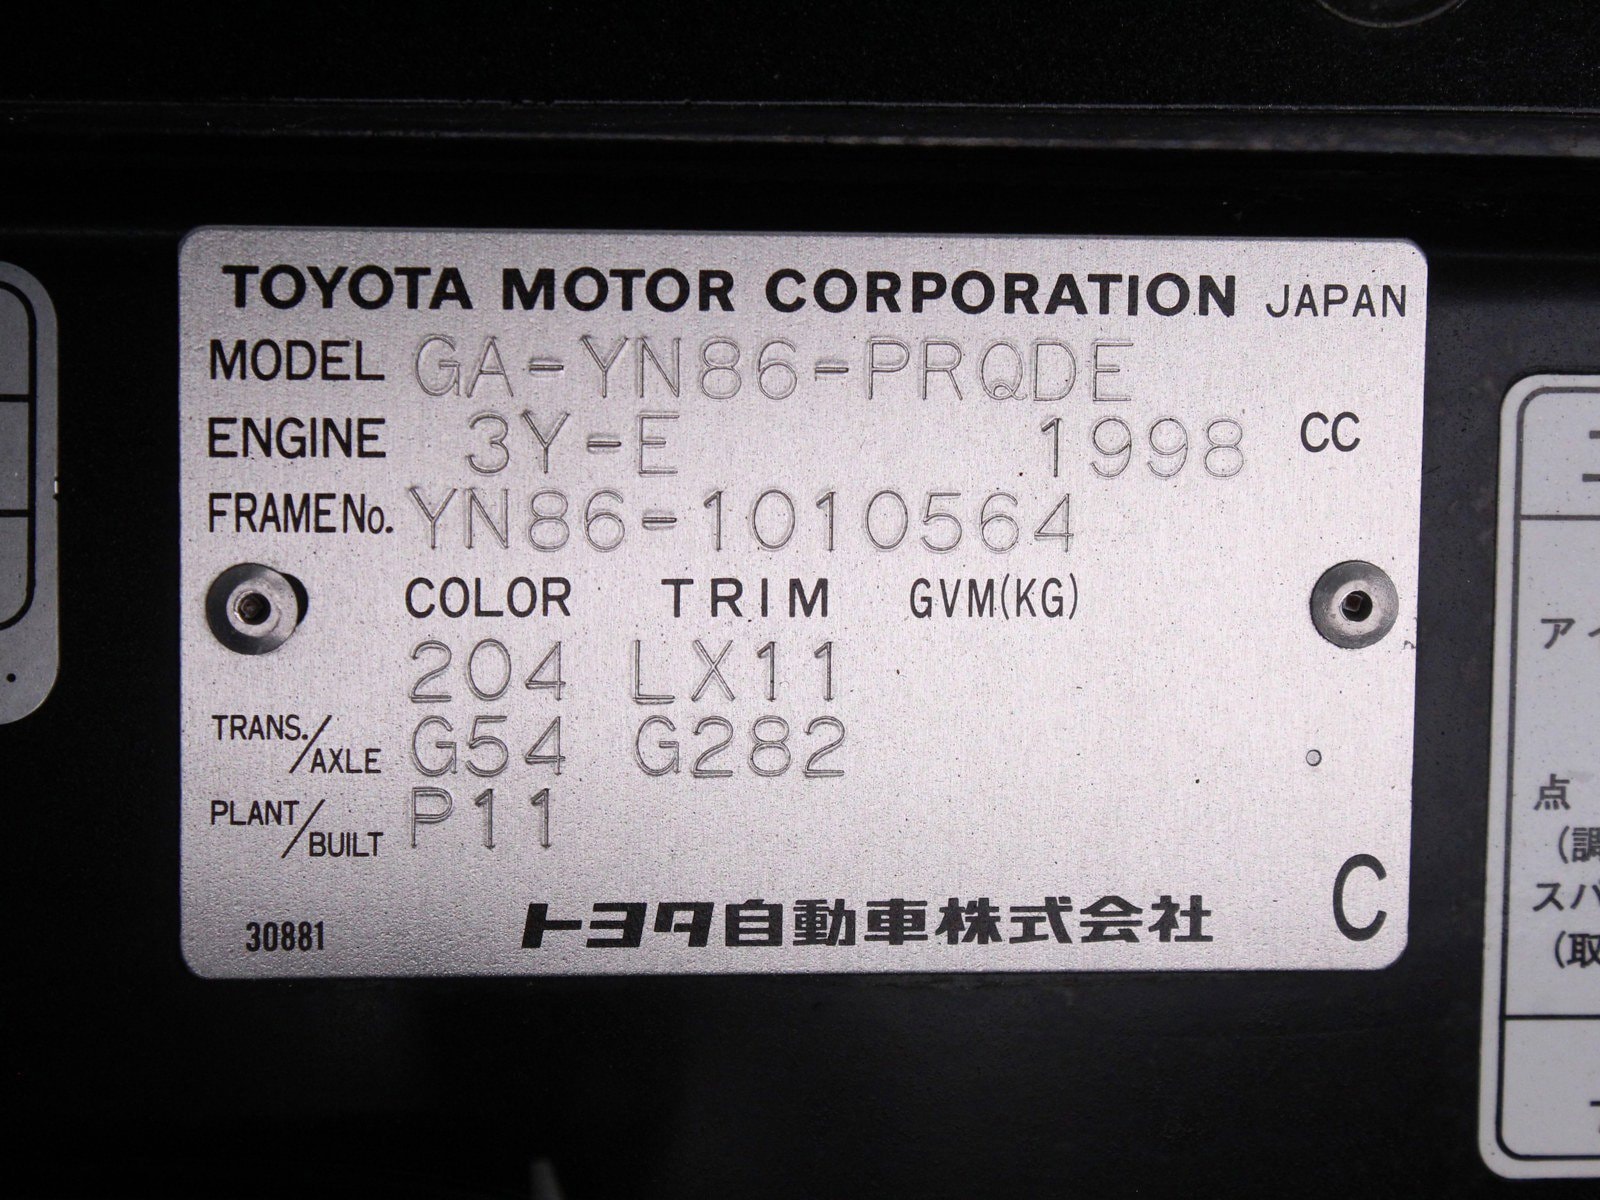 TOYOTA MOTOR CORPORATION JAPAN
MODEL GA-YN86-PRQDE
ENGINE 3Y-E 1998 CC
FRAME No. YN86-1010564
COLOR TRIM GVM(KG)
204 LX11
TRANS./AXLE G54 G282
PLANT/BUILT P11
30881 トヨタ自動車株式会社 C
アイ
点
(調
スパ
(取